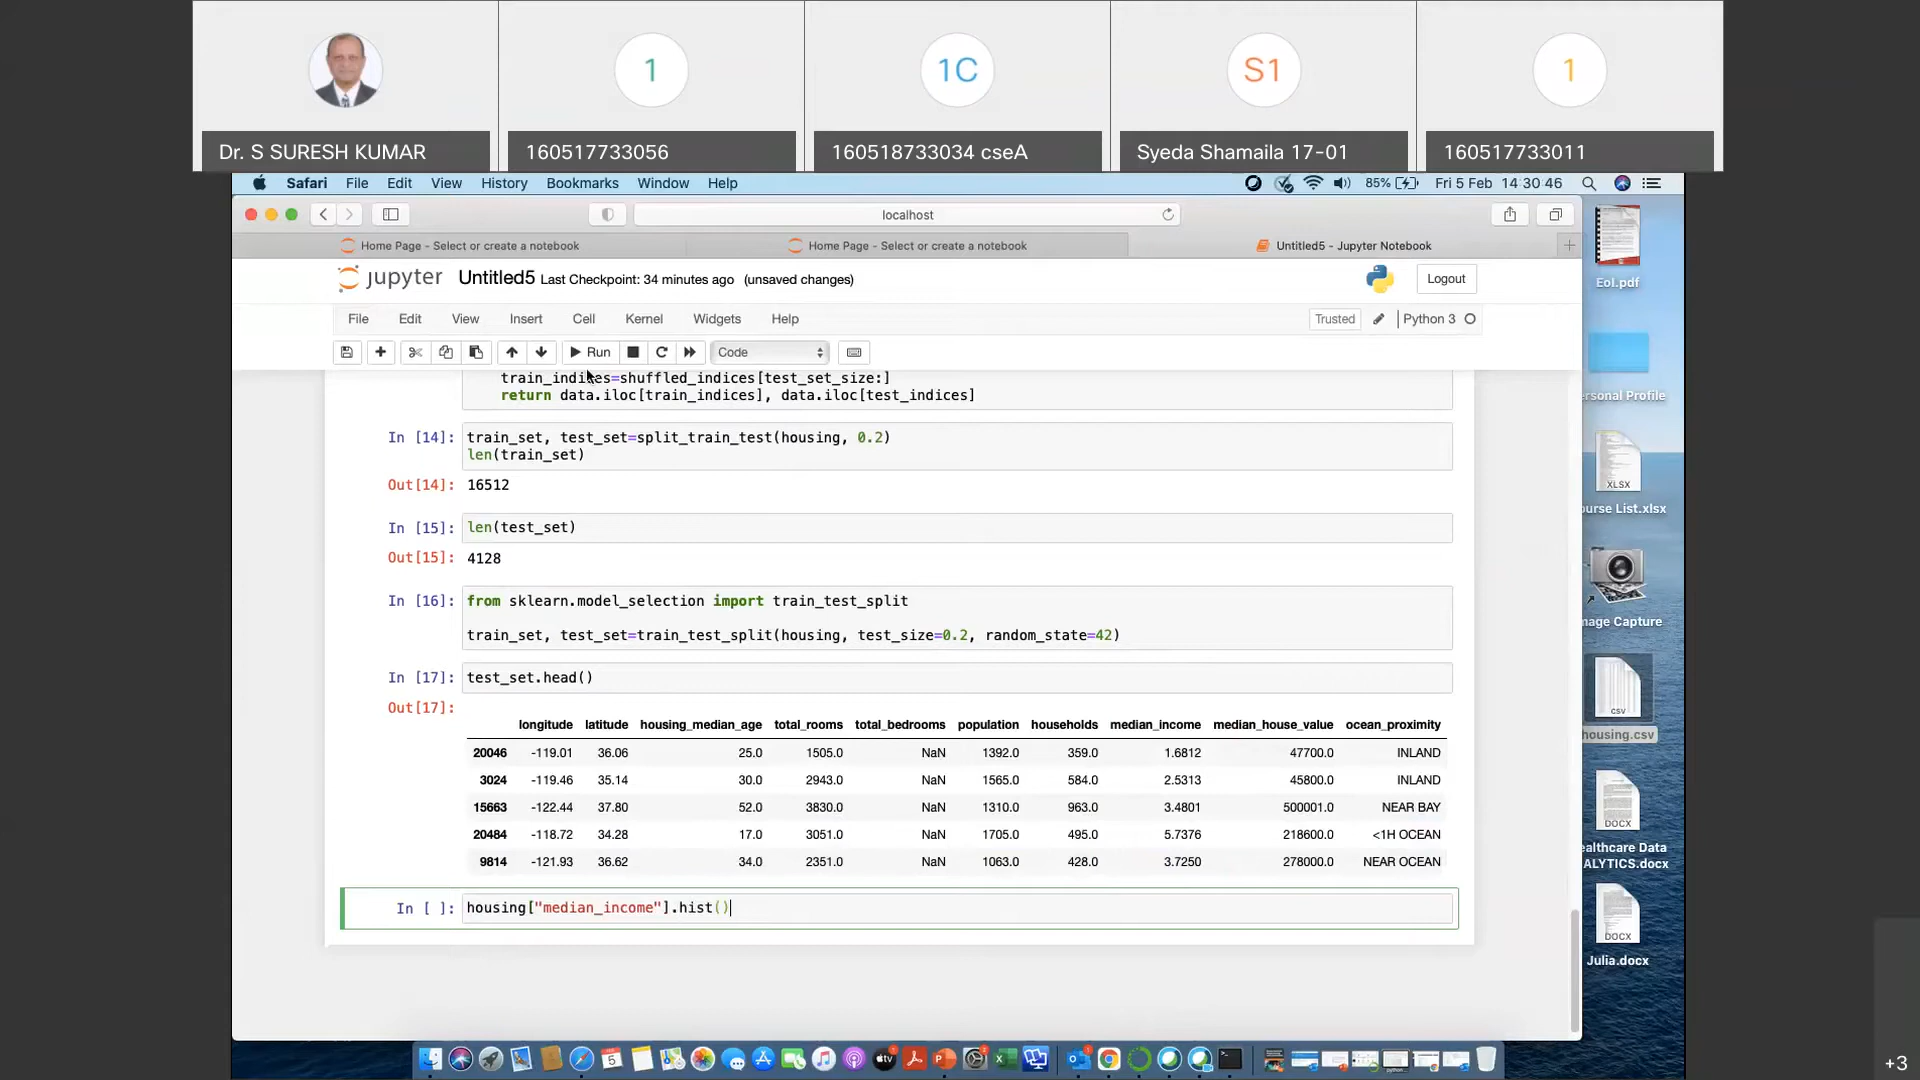 1
1C
S1
1
Dr. S SURESH KUMAR
160517733056
160518733034 cseA
Syeda Shamaila 17-01
160517733011
Safari File Edit View History Bookmarks Window Help
85% Fri 5 Feb 14:30:46
localhost
Home Page - Select or create a notebook
Home Page - Select or create a notebook
Untitled5 - Jupyter Notebook
jupyter Untitled5 Last Checkpoint: 34 minutes ago (unsaved changes)
Logout
File Edit View Insert Cell Kernel Widgets Help
Trusted
Python 3
Run
Code
train_indices=shuffled_indices[test_set_size:]
return data.iloc[train_indices], data.iloc[test_indices]
In [14]: train_set, test_set=split_train_test(housing, 0.2)
len(train_set)
Out[14]: 16512
In [15]: len(test_set)
Out[15]: 4128
In [16]: from sklearn.model_selection import train_test_split
train_set, test_set=train_test_split(housing, test_size=0.2, random_state=42)
In [17]: test_set.head()
Out[17]:
longitude latitude housing_median_age total_rooms total_bedrooms population households median_income median_house_value ocean_proximity
20046 -119.01 36.06 25.0 1505.0 NaN 1392.0 359.0 1.6812 47700.0 INLAND
3024 -119.46 35.14 30.0 2943.0 NaN 1565.0 584.0 2.5313 45800.0 INLAND
15663 -122.44 37.80 52.0 3830.0 NaN 1310.0 963.0 3.4801 500001.0 NEAR BAY
20484 -118.72 34.28 17.0 3051.0 NaN 1705.0 495.0 5.7376 218600.0 <1H OCEAN
9814 -121.93 36.62 34.0 2351.0 NaN 1063.0 428.0 3.7250 278000.0 NEAR OCEAN
In [ ]: housing["median_income"].hist()
EoI.pdf
ersonal Profile
XLSX
ourse List.xlsx
mage Capture
CSV
housing.csv
DOCX
ealthcare Data
ALYTICS.docx
DOCX
Julia.docx
+3